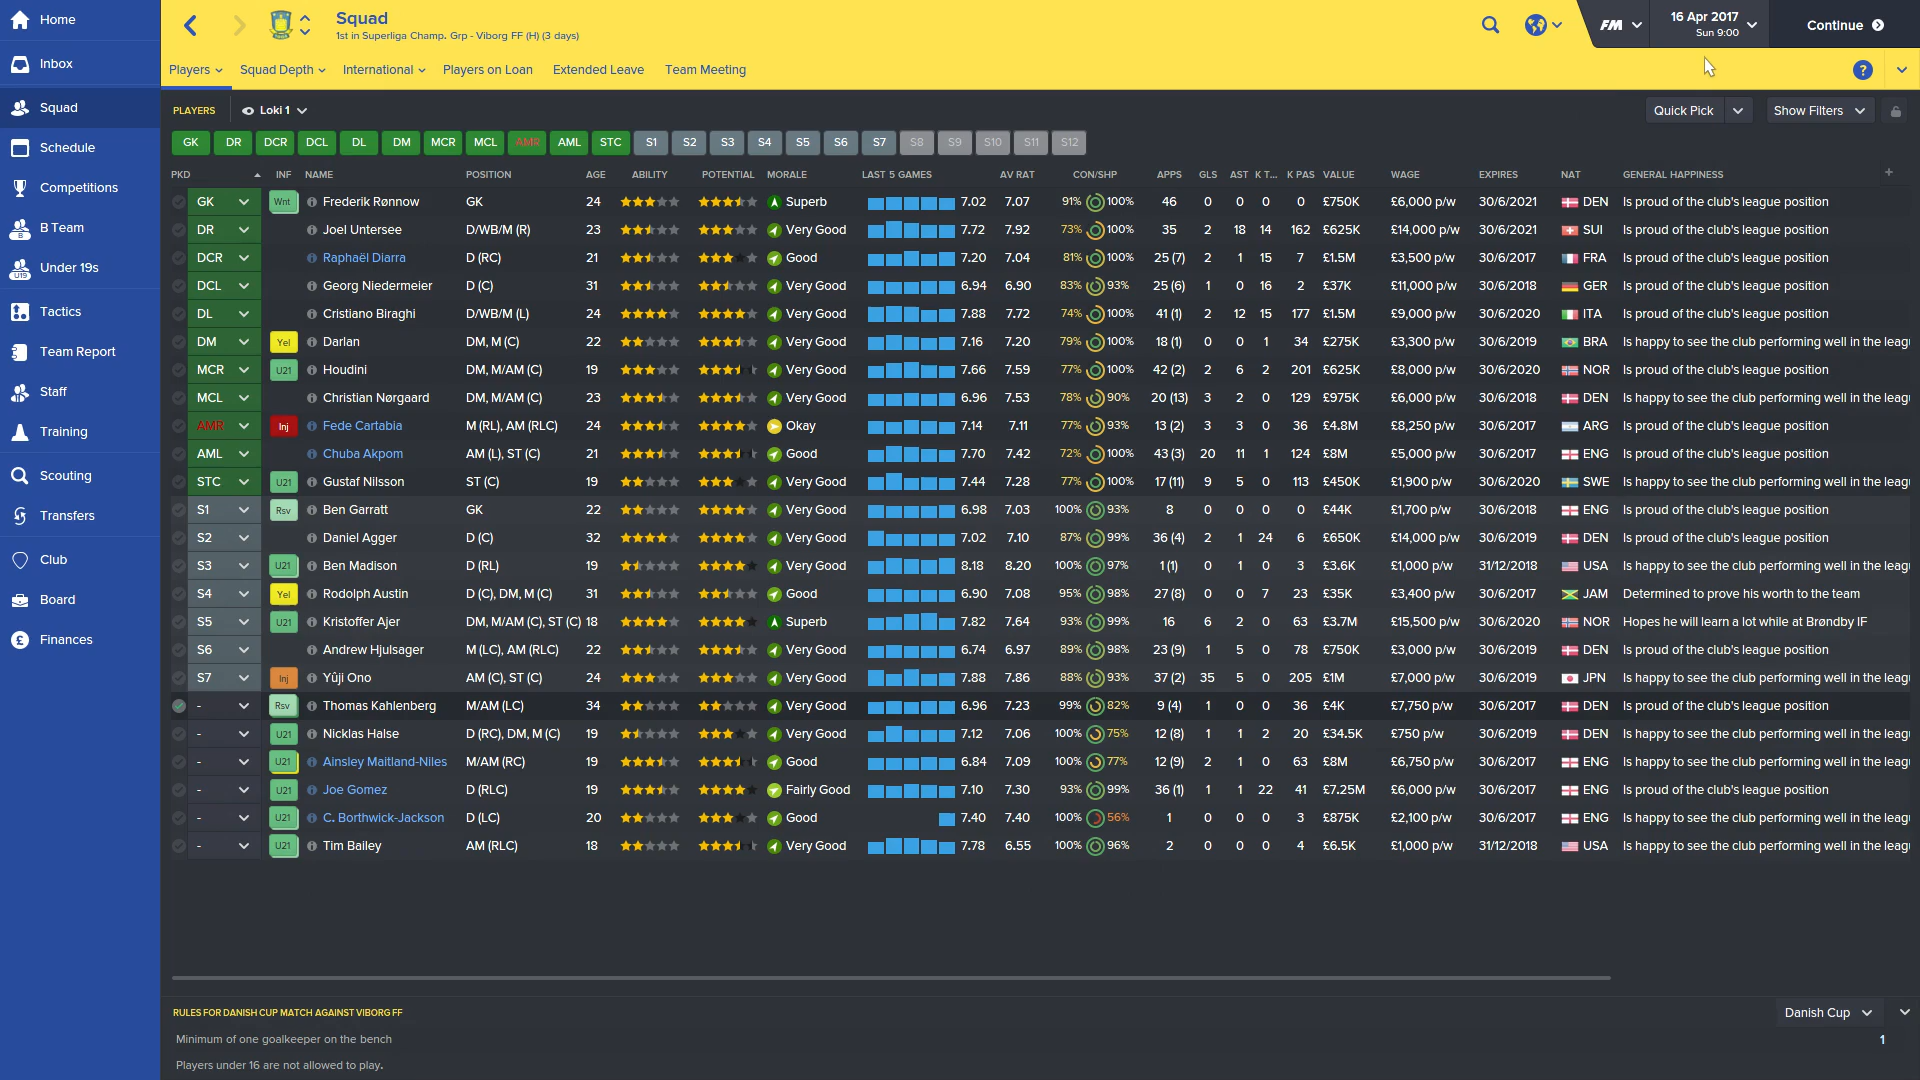 Home
Inbox
Squad
Schedule
Competitions
B Team
Under 19s
Tactics
Team Report
Staff
Training
Scouting
Transfers
Club
Board
Finances
Squad
1st in Superliga Champ. Grp - Viborg FF (H) (3 days)
FM
16 Apr 2017
Sun 9:00
Continue
Players Squad Depth International Players on Loan Extended Leave Team Meeting
?
PLAYERS Loki 1 Quick Pick Show Filters
GK DR DCR DCL DL DM MCR MCL AMR AML STC S1 S2 S3 S4 S5 S6 S7 S8 S9 S10 S11 S12
PKD INF NAME POSITION AGE ABILITY POTENTIAL MORALE LAST 5 GAMES AV RAT CON/SHP APPS GLS AST K T... K PAS VALUE WAGE EXPIRES NAT GENERAL HAPPINESS +
GK Wnt Frederik Rønnow GK 24 Superb 7.02 7.07 91% 100% 46 0 0 0 0 £750K £6,000 p/w 30/6/2021 DEN Is proud of the club's league position
DR Joel Untersee D/WB/M (R) 23 Very Good 7.72 7.92 73% 100% 35 2 18 14 162 £625K £14,000 p/w 30/6/2021 SUI Is proud of the club's league position
DCR Raphaël Diarra D (RC) 21 Good 7.20 7.04 81% 100% 25 (7) 2 1 15 7 £1.5M £3,500 p/w 30/6/2017 FRA Is proud of the club's league position
DCL Georg Niedermeier D (C) 31 Very Good 6.94 6.90 83% 93% 25 (6) 1 0 16 2 £37K £11,000 p/w 30/6/2018 GER Is proud of the club's league position
DL Cristiano Biraghi D/WB/M (L) 24 Very Good 7.88 7.72 74% 100% 41 (1) 2 12 15 177 £1.5M £9,000 p/w 30/6/2020 ITA Is proud of the club's league position
DM Yel Darlan DM, M (C) 22 Very Good 7.16 7.20 79% 100% 18 (1) 0 0 1 34 £275K £3,300 p/w 30/6/2019 BRA Is happy to see the club performing well in the leag
MCR U21 Houdini DM, M/AM (C) 19 Very Good 7.66 7.59 77% 100% 42 (2) 2 6 2 201 £625K £8,000 p/w 30/6/2020 NOR Is proud of the club's league position
MCL Christian Nørgaard DM, M/AM (C) 23 Very Good 6.96 7.53 78% 90% 20 (13) 3 2 0 129 £975K £6,000 p/w 30/6/2018 DEN Is happy to see the club performing well in the leag
AMR Inj Fede Cartabia M (RL), AM (RLC) 24 Okay 7.14 7.11 77% 93% 13 (2) 3 3 0 36 £4.8M £8,250 p/w 30/6/2017 ARG Is proud of the club's league position
AML Chuba Akpom AM (L), ST (C) 21 Good 7.70 7.42 72% 100% 43 (3) 20 11 1 124 £8M £5,000 p/w 30/6/2017 ENG Is proud of the club's league position
STC U21 Gustaf Nilsson ST (C) 19 Very Good 7.44 7.28 77% 100% 17 (11) 9 5 0 113 £450K £1,900 p/w 30/6/2020 SWE Is happy to see the club performing well in the leag
S1 Rsv Ben Garratt GK 22 Very Good 6.98 7.03 100% 93% 8 0 0 0 0 £44K £1,700 p/w 30/6/2018 ENG Is proud of the club's league position
S2 Daniel Agger D (C) 32 Very Good 7.02 7.10 87% 99% 36 (4) 2 1 24 6 £650K £14,000 p/w 30/6/2019 DEN Is proud of the club's league position
S3 U21 Ben Madison D (RL) 19 Very Good 8.18 8.20 100% 97% 1 (1) 0 1 0 3 £3.6K £1,000 p/w 31/12/2018 USA Is happy to see the club performing well in the leag
S4 Yel Rodolph Austin D (C), DM, M (C) 31 Good 6.90 7.08 95% 98% 27 (8) 0 0 7 23 £35K £3,400 p/w 30/6/2017 JAM Determined to prove his worth to the team
S5 U21 Kristoffer Ajer DM, M/AM (C), ST (C) 18 Superb 7.82 7.64 93% 99% 16 6 2 0 63 £3.7M £15,500 p/w 30/6/2020 NOR Hopes he will learn a lot while at Brøndby IF
S6 Andrew Hjulsager M (LC), AM (RLC) 22 Very Good 6.74 6.97 89% 98% 23 (9) 1 5 0 78 £750K £3,000 p/w 30/6/2019 DEN Is proud of the club's league position
S7 Inj Yûji Ono AM (C), ST (C) 24 Very Good 7.88 7.86 88% 93% 37 (2) 35 5 0 205 £1M £7,000 p/w 30/6/2019 JPN Is happy to see the club performing well in the leag
- Rsv Thomas Kahlenberg M/AM (LC) 34 Very Good 6.96 7.23 99% 82% 9 (4) 1 0 0 36 £4K £7,750 p/w 30/6/2017 DEN Is proud of the club's league position
- U21 Nicklas Halse D (RC), DM, M (C) 19 Very Good 7.12 7.06 100% 75% 12 (8) 1 1 2 20 £34.5K £750 p/w 30/6/2019 DEN Is happy to see the club performing well in the leag
- U21 Ainsley Maitland-Niles M/AM (RC) 19 Good 6.84 7.09 100% 77% 12 (9) 2 1 0 63 £8M £6,750 p/w 30/6/2017 ENG Is happy to see the club performing well in the leag
- U21 Joe Gomez D (RLC) 19 Fairly Good 7.10 7.30 93% 99% 36 (1) 1 1 22 41 £7.25M £6,000 p/w 30/6/2017 ENG Is proud of the club's league position
- U21 C. Borthwick-Jackson D (LC) 20 Good 7.40 7.40 100% 56% 1 0 0 0 3 £875K £2,100 p/w 30/6/2017 ENG Is happy to see the club performing well in the leag
- U21 Tim Bailey AM (RLC) 18 Very Good 7.78 6.55 100% 96% 2 0 0 0 4 £6.5K £1,000 p/w 31/12/2018 USA Is happy to see the club performing well in the leag
RULES FOR DANISH CUP MATCH AGAINST VIBORG FF Danish Cup
Minimum of one goalkeeper on the bench 1
Players under 16 are not allowed to play.